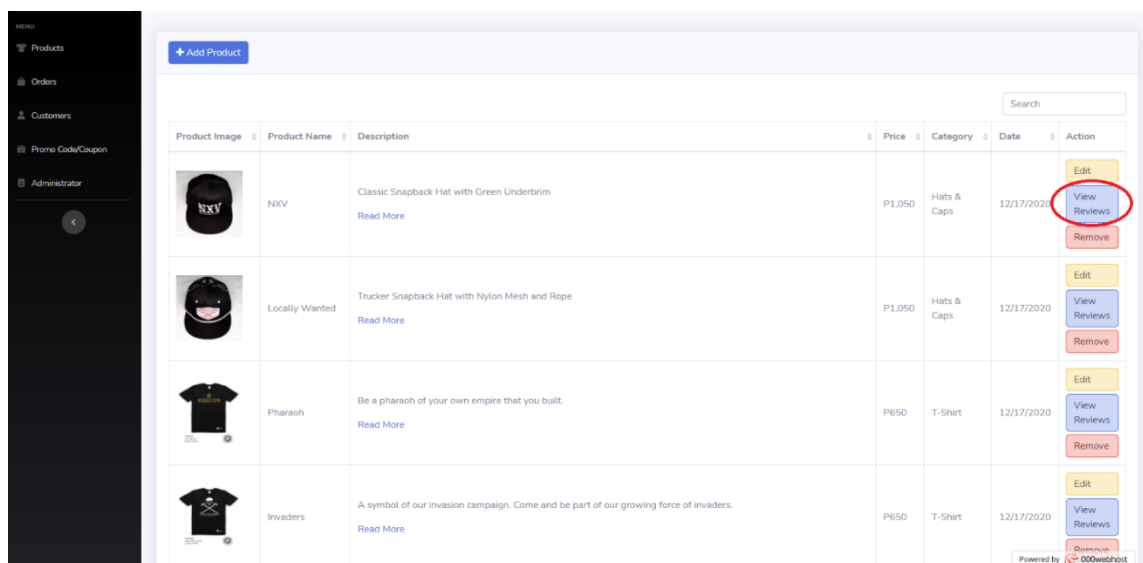 MENU
Products
Orders
Customers
Promo Code/Coupon
Administrator
+ Add Product
Search
Product Image Product Name Description Price Category Date Action
NXV
NXV
Classic Snapback Hat with Green Underbrim
Read More
P1,050
Hats &
Caps
12/17/2020
Edit
View
Reviews
Remove
Locally Wanted
Trucker Snapback Hat with Nylon Mesh and Rope
Read More
P1,050
Hats &
Caps
12/17/2020
Edit
View
Reviews
Remove
Pharaoh
Be a pharaoh of your own empire that you built.
Read More
P650
T-Shirt
12/17/2020
Edit
View
Reviews
Remove
Invaders
A symbol of our invasion campaign. Come and be part of our growing force of invaders.
Read More
P650
T-Shirt
12/17/2020
Edit
View
Reviews
Remove
Powered by 000webhost